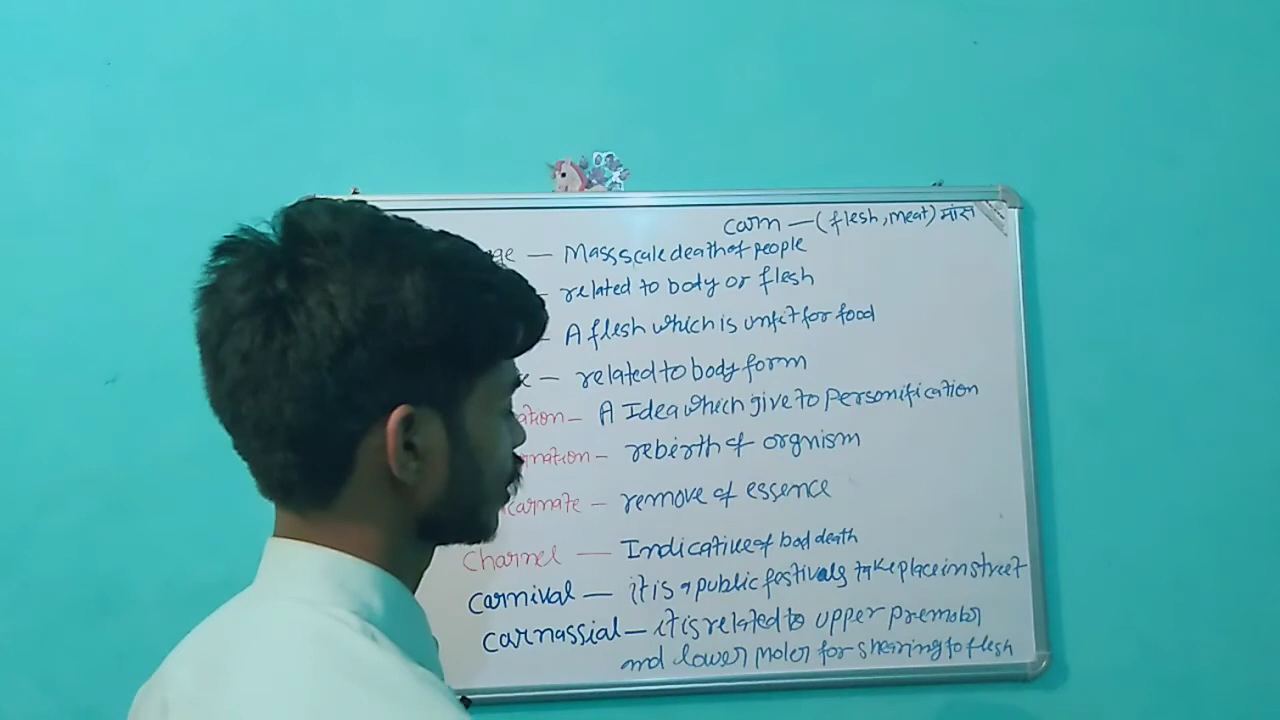 carn — (flesh, meat) मांस
age — Mass scale death of people
— related to body or flesh
— A flesh which is unfit for food
— related to body form
ation — A Idea which give to personification
rnation — rebirth of orgnism
carnate — remove of essence
Charnel — Indicative of bad death
carnival — it is a public festivals take place in street
carnassial — it is related to upper premolar
and lower moler for shearing to flesh